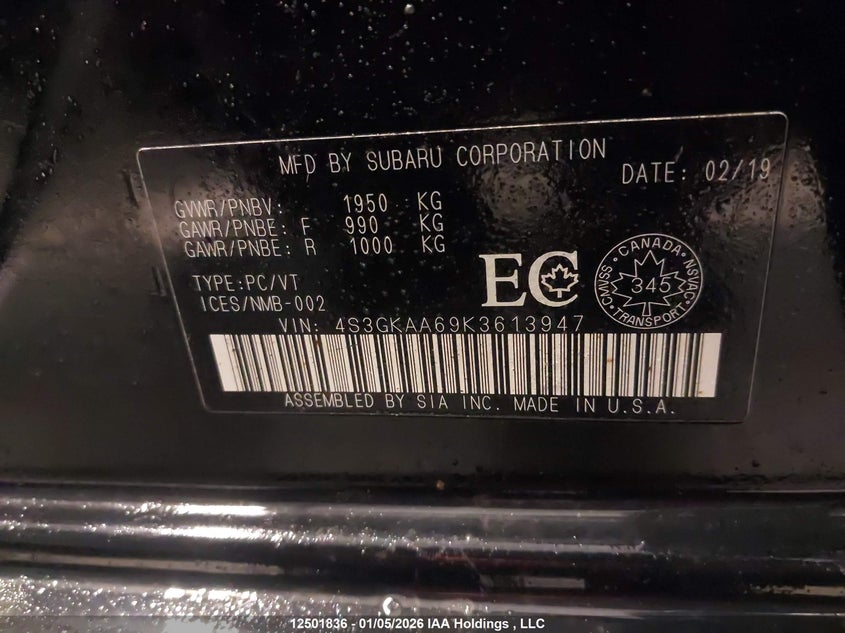 MFD BY SUBARU CORPORATION
DATE: 02/19
GVWR/PNBV: 1950 KG
GAWR/PNBE: F 990 KG
GAWR/PNBE: R 1000 KG
TYPE:PC/VT
ICES/NMB-002
EC
CANADA
CMVSS
345
NSVAC
TRANSPORT
VIN: 4S3GKAA69K3613947
ASSEMBLED BY SIA INC. MADE IN U.S.A.
12501836 - 01/05/2026 IAA Holdings , LLC